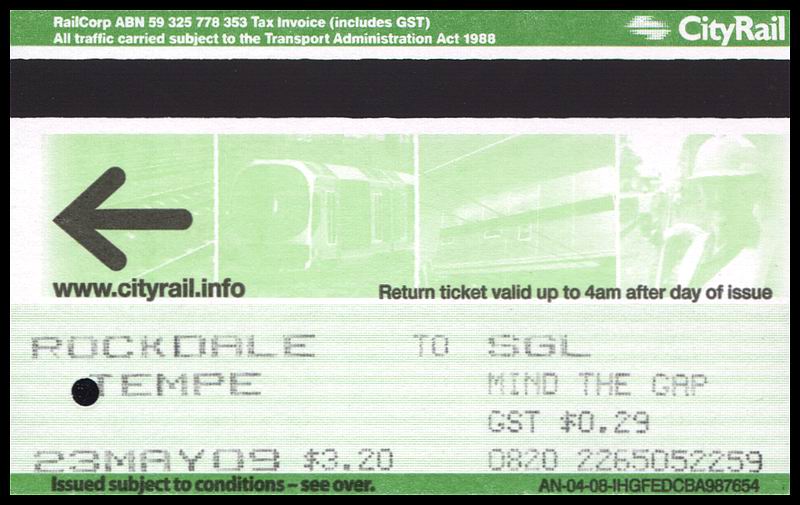 RailCorp ABN 59 325 778 353 Tax Invoice (includes GST)
All traffic carried subject to the Transport Administration Act 1988
CityRail
www.cityrail.info
Return ticket valid up to 4am after day of issue
ROCKDALE TO SGL
TEMPE MIND THE GAP
GST $0.29
23MAY09 $3.20 0820 2265052259
Issued subject to conditions – see over.
AN-04-08-IHGFEDCBA987654